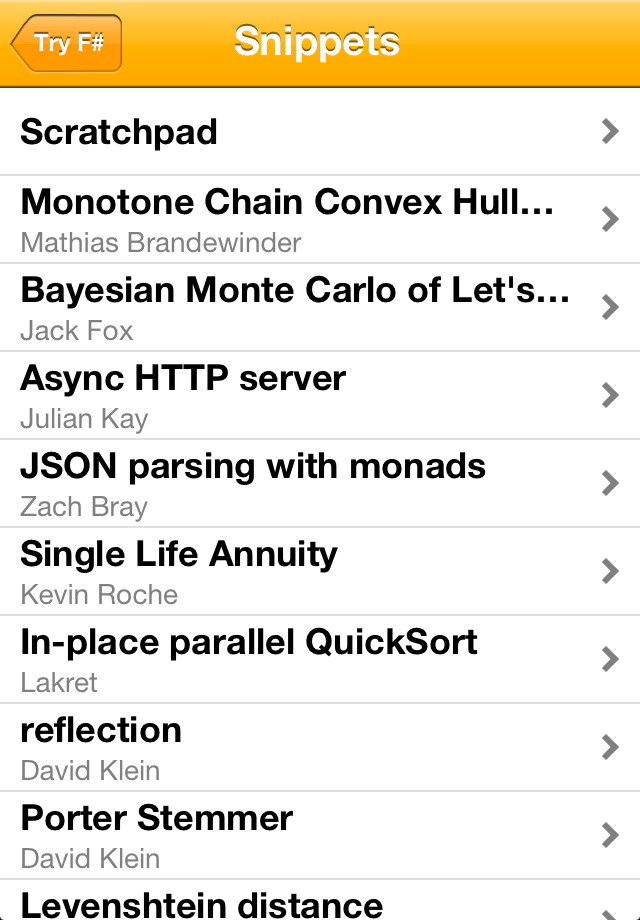 Try F#
Snippets
Scratchpad
Monotone Chain Convex Hull...
Mathias Brandewinder
Bayesian Monte Carlo of Let's...
Jack Fox
Async HTTP server
Julian Kay
JSON parsing with monads
Zach Bray
Single Life Annuity
Kevin Roche
In-place parallel QuickSort
Lakret
reflection
David Klein
Porter Stemmer
David Klein
Levenshtein distance